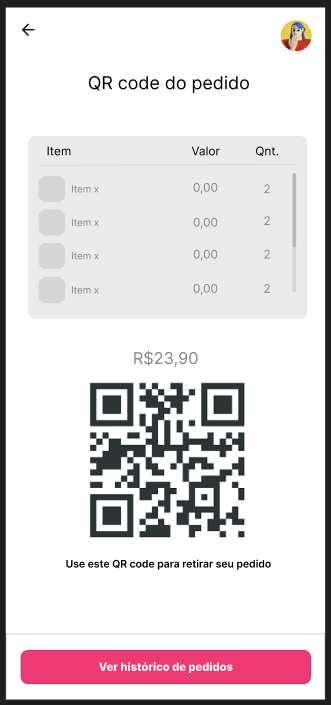 QR code do pedido
Item Valor Qnt.
Item x 0,00 2
Item x 0,00 2
Item x 0,00 2
Item x 0,00 2
R$23,90
Use este QR code para retirar seu pedido
Ver histórico de pedidos